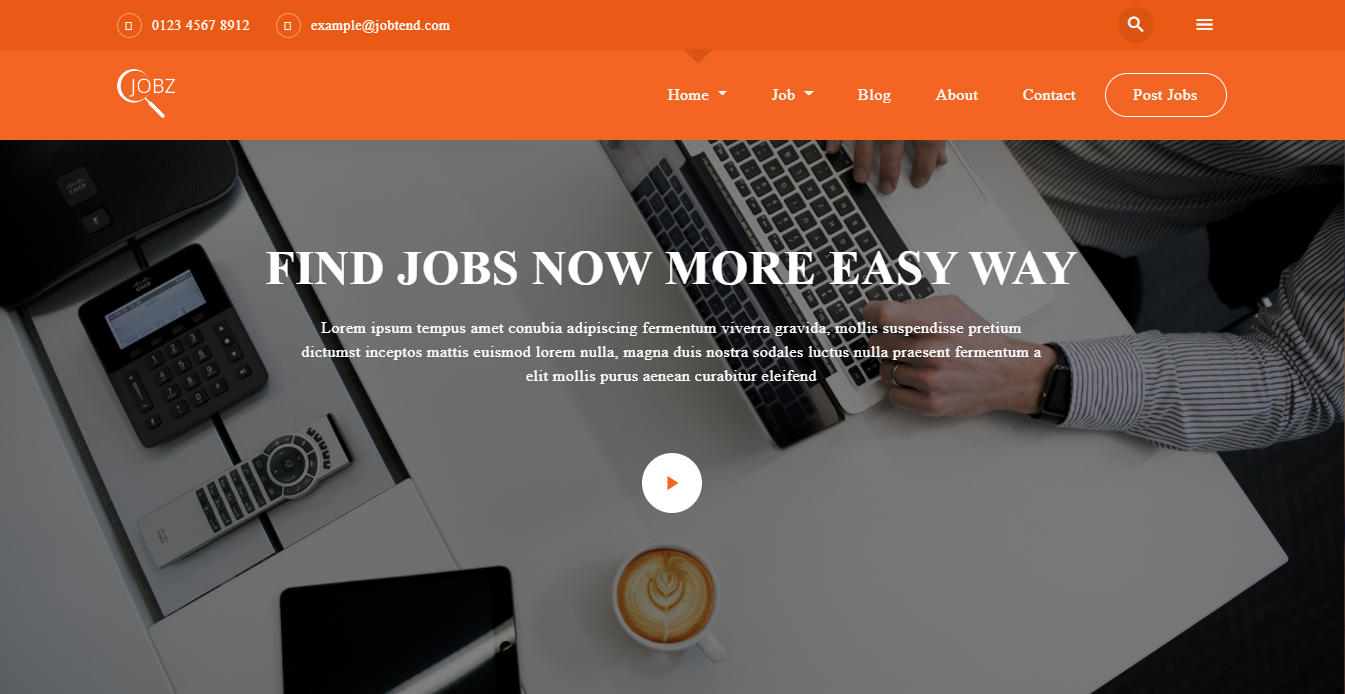 0123 4567 8912 example@jobtend.com
JOBZ
Home Job Blog About Contact Post Jobs
FIND JOBS NOW MORE EASY WAY
Lorem ipsum tempus amet conubia adipiscing fermentum viverra gravida, mollis suspendisse pretium
dictumst inceptos mattis euismod lorem nulla, magna duis nostra sodales luctus nulla praesent fermentum a
elit mollis purus aenean curabitur eleifend